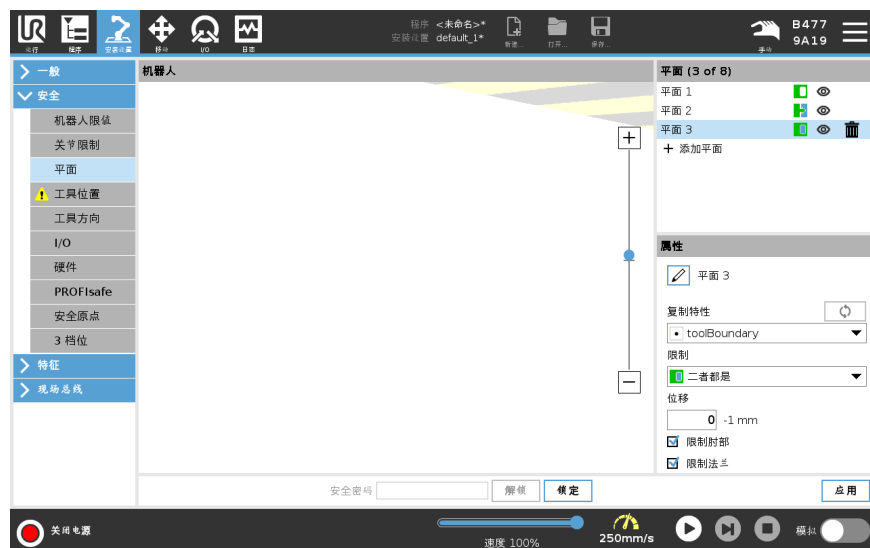 程序 <未命名>*
安装设置 default_1*
运行 程序 安装设置 移动 I/O 日志
新建... 打开... 保存...
手动
B477
9A19
一般
安全
机器人限值
关节限制
平面
工具位置
工具方向
I/O
硬件
PROFIsafe
安全原点
3 档位
特征
现场总线
机器人
平面 (3 of 8)
平面 1
平面 2
平面 3
添加平面
属性
平面 3
复制特性
toolBoundary
限制
二者都是
位移
0 -1 mm
限制肘部
限制法兰
安全密码 解锁 锁定
应用
关闭电源
速度 100%
250mm/s
模拟